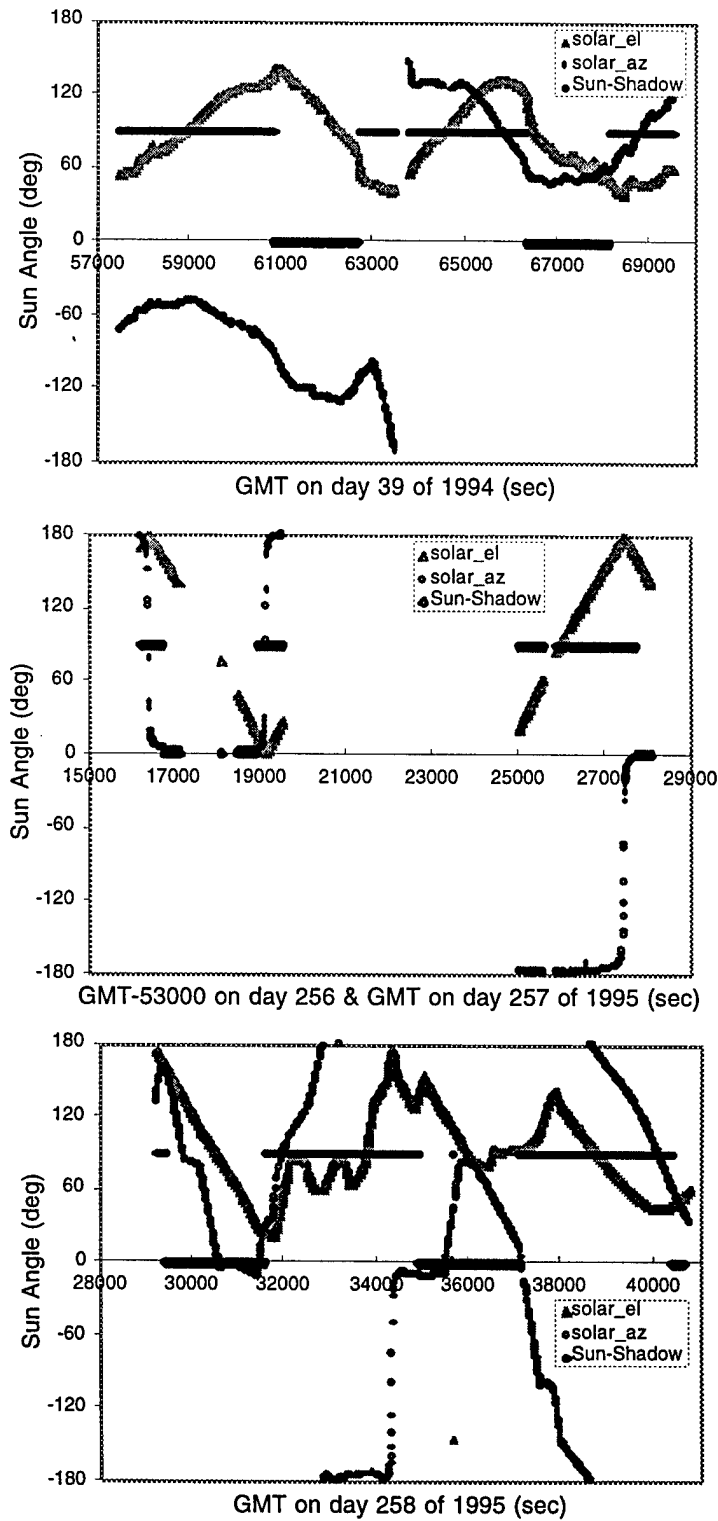 180
120
60
0
-60
-120
-180
Sun Angle (deg)
solar_el
solar_az
Sun-Shadow
57000 59000 61000 63000 65000 67000 69000
GMT on day 39 of 1994 (sec)
180
120
60
0
-60
-120
-180
Sun Angle (deg)
solar_el
solar_az
Sun-Shadow
15000 17000 19000 21000 23000 25000 27000 29000
GMT-53000 on day 256 & GMT on day 257 of 1995 (sec)
180
120
60
0
-60
-120
-180
Sun Angle (deg)
28000 30000 32000 34000 36000 38000 40000
solar_el
solar_az
Sun-Shadow
GMT on day 258 of 1995 (sec)